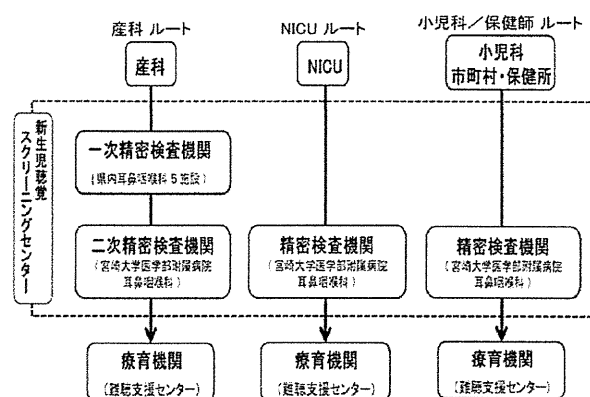 産科 ルート
NICU ルート
小児科／保健師 ルート
産科
NICU
小児科
市町村・保健所
新生児聴覚
スクリーニングセンター
一次精密検査機関
(県内耳鼻咽喉科５施設)
二次精密検査機関
(宮崎大学医学部附属病院
耳鼻咽喉科)
精密検査機関
(宮崎大学医学部附属病院
耳鼻咽喉科)
精密検査機関
(宮崎大学医学部附属病院
耳鼻咽喉科)
療育機関
(難聴支援センター)
療育機関
(難聴支援センター)
療育機関
(難聴支援センター)